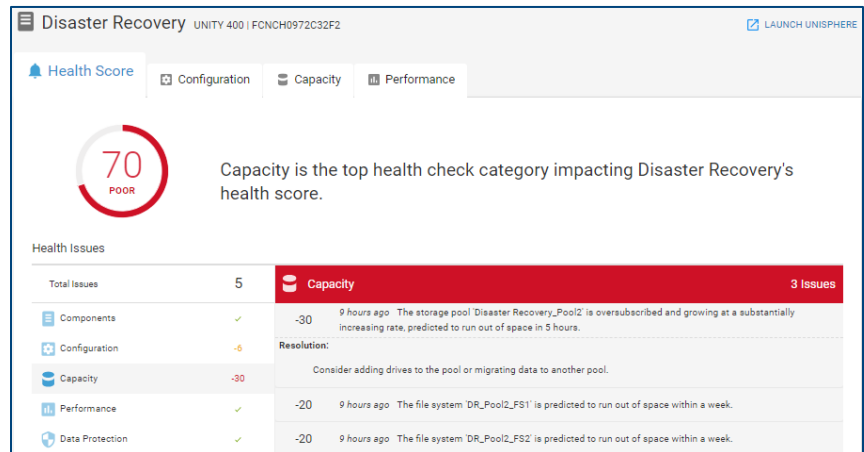 Disaster Recovery UNITY 400 | FCNCH0972C32F2
LAUNCH UNISPHERE
Health Score
Configuration
Capacity
Performance
70
POOR
Capacity is the top health check category impacting Disaster Recovery's
health score.
Health Issues
Total Issues 5
Components
Configuration -6
Capacity -30
Performance
Data Protection
Capacity 3 Issues
-30 9 hours ago The storage pool 'Disaster Recovery_Pool2' is oversubscribed and growing at a substantially
increasing rate, predicted to run out of space in 5 hours.
Resolution:
Consider adding drives to the pool or migrating data to another pool.
-20 9 hours ago The file system 'DR_Pool2_FS1' is predicted to run out of space within a week.
-20 9 hours ago The file system 'DR_Pool2_FS2' is predicted to run out of space within a week.